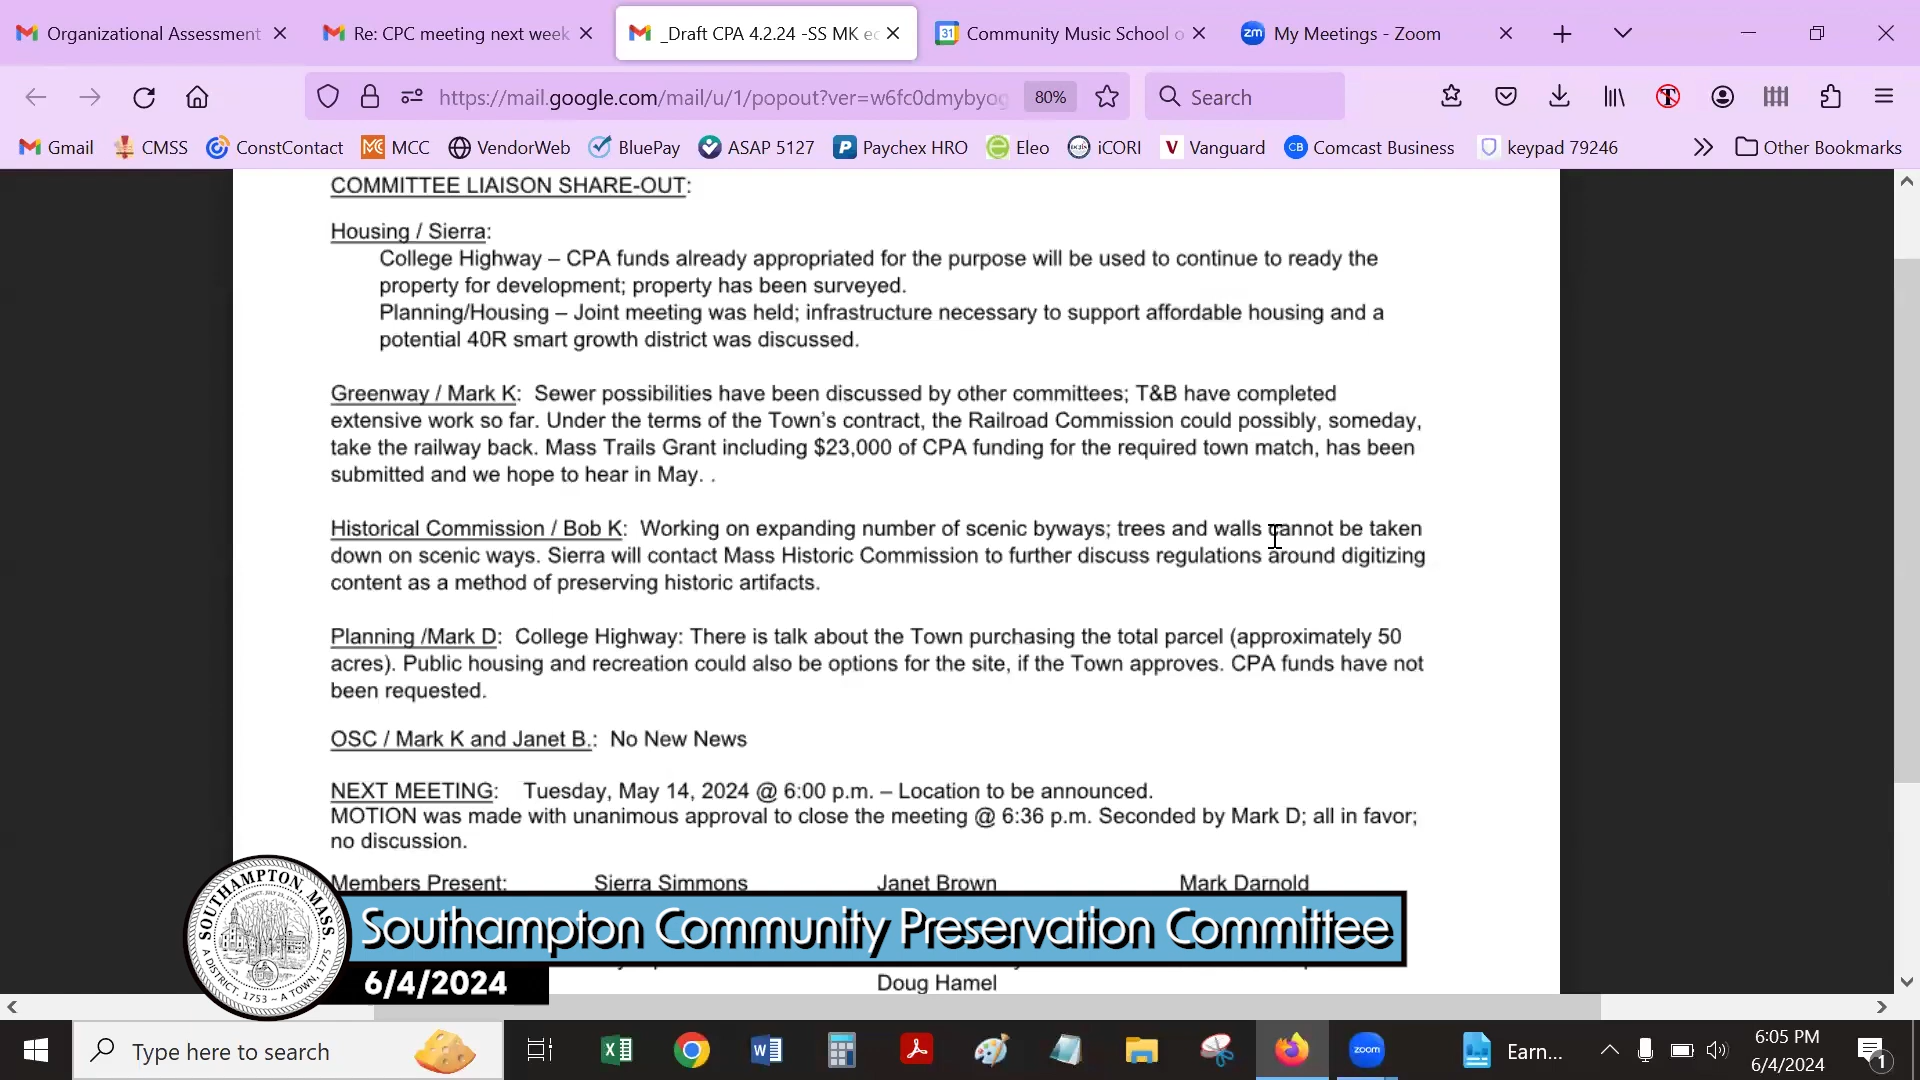 Organizational Assessment
Re: CPC meeting next week
_Draft CPA 4.2.24 -SS MK ed
31
Community Music School o
zm
My Meetings - Zoom
https://mail.google.com/mail/u/1/popout?ver=w6fc0dmybyog
80%
Search
Gmail
CMSS
ConstContact
MCC
VendorWeb
BluePay
ASAP 5127
Paychex HRO
Eleo
iCORI
Vanguard
Comcast Business
keypad 79246
Other Bookmarks
COMMITTEE LIAISON SHARE-OUT:
Housing / Sierra:
College Highway – CPA funds already appropriated for the purpose will be used to continue to ready the
property for development; property has been surveyed.
Planning/Housing – Joint meeting was held; infrastructure necessary to support affordable housing and a
potential 40R smart growth district was discussed.
Greenway / Mark K: Sewer possibilities have been discussed by other committees; T&B have completed
extensive work so far. Under the terms of the Town's contract, the Railroad Commission could possibly, someday,
take the railway back. Mass Trails Grant including $23,000 of CPA funding for the required town match, has been
submitted and we hope to hear in May. .
Historical Commission / Bob K: Working on expanding number of scenic byways; trees and walls cannot be taken
down on scenic ways. Sierra will contact Mass Historic Commission to further discuss regulations around digitizing
content as a method of preserving historic artifacts.
Planning /Mark D: College Highway: There is talk about the Town purchasing the total parcel (approximately 50
acres). Public housing and recreation could also be options for the site, if the Town approves. CPA funds have not
been requested.
OSC / Mark K and Janet B.: No New News
NEXT MEETING: Tuesday, May 14, 2024 @ 6:00 p.m. – Location to be announced.
MOTION was made with unanimous approval to close the meeting @ 6:36 p.m. Seconded by Mark D; all in favor;
no discussion.
Members Present: Sierra Simmons Janet Brown Mark Darnold
Doug Hamel
SOUTHAMPTON, MASS.
A DISTRICT, 1753 – A TOWN, 1775
Southampton Community Preservation Committee
6/4/2024
Type here to search
zoom
Earn...
6:05 PM
6/4/2024
1